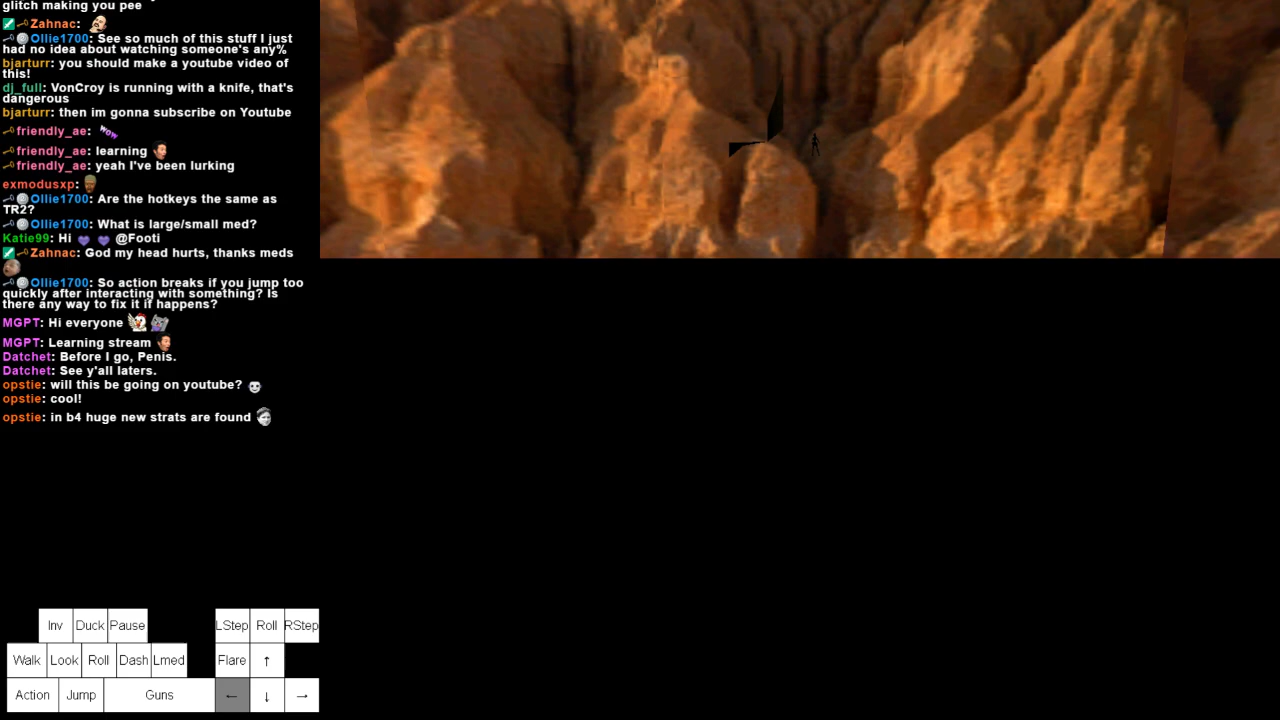 glitch making you pee
Zahnac:
Ollie1700: See so much of this stuff I just
had no idea about watching someone's any%
bjarturr: you should make a youtube video of
this!
dj_full: VonCroy is running with a knife, that's
dangerous
bjarturr: then im gonna subscribe on Youtube
friendly_ae:
friendly_ae: learning
friendly_ae: yeah I've been lurking
exmodusxp:
Ollie1700: Are the hotkeys the same as
TR2?
Ollie1700: What is large/small med?
Katie99: Hi @Footi
Zahnac: God my head hurts, thanks meds
Ollie1700: So action breaks if you jump too
quickly after interacting with something? Is
there any way to fix it if happens?
MGPT: Hi everyone
MGPT: Learning stream
Datchet: Before I go, Penis.
Datchet: See y'all laters.
opstie: will this be going on youtube?
opstie: cool!
opstie: in b4 huge new strats are found
Inv Duck Pause LStep Roll RStep
Walk Look Roll Dash Lmed Flare ↑
Action Jump Guns ← ↓ →